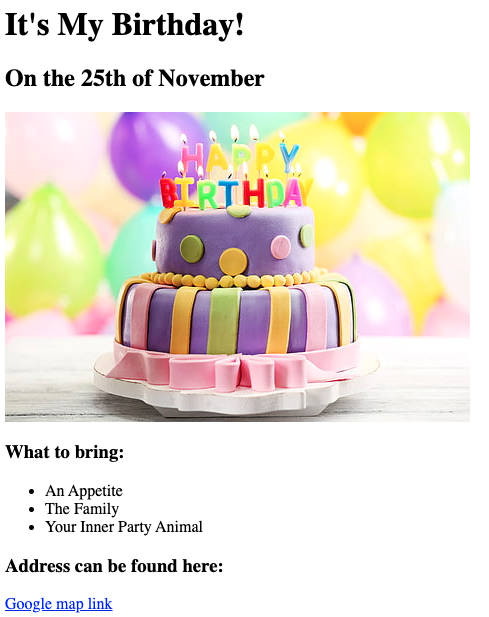 It's My Birthday!
On the 25th of November
HAPPY
BIRTHDAY
What to bring:
An Appetite
The Family
Your Inner Party Animal
Address can be found here:
Google map link